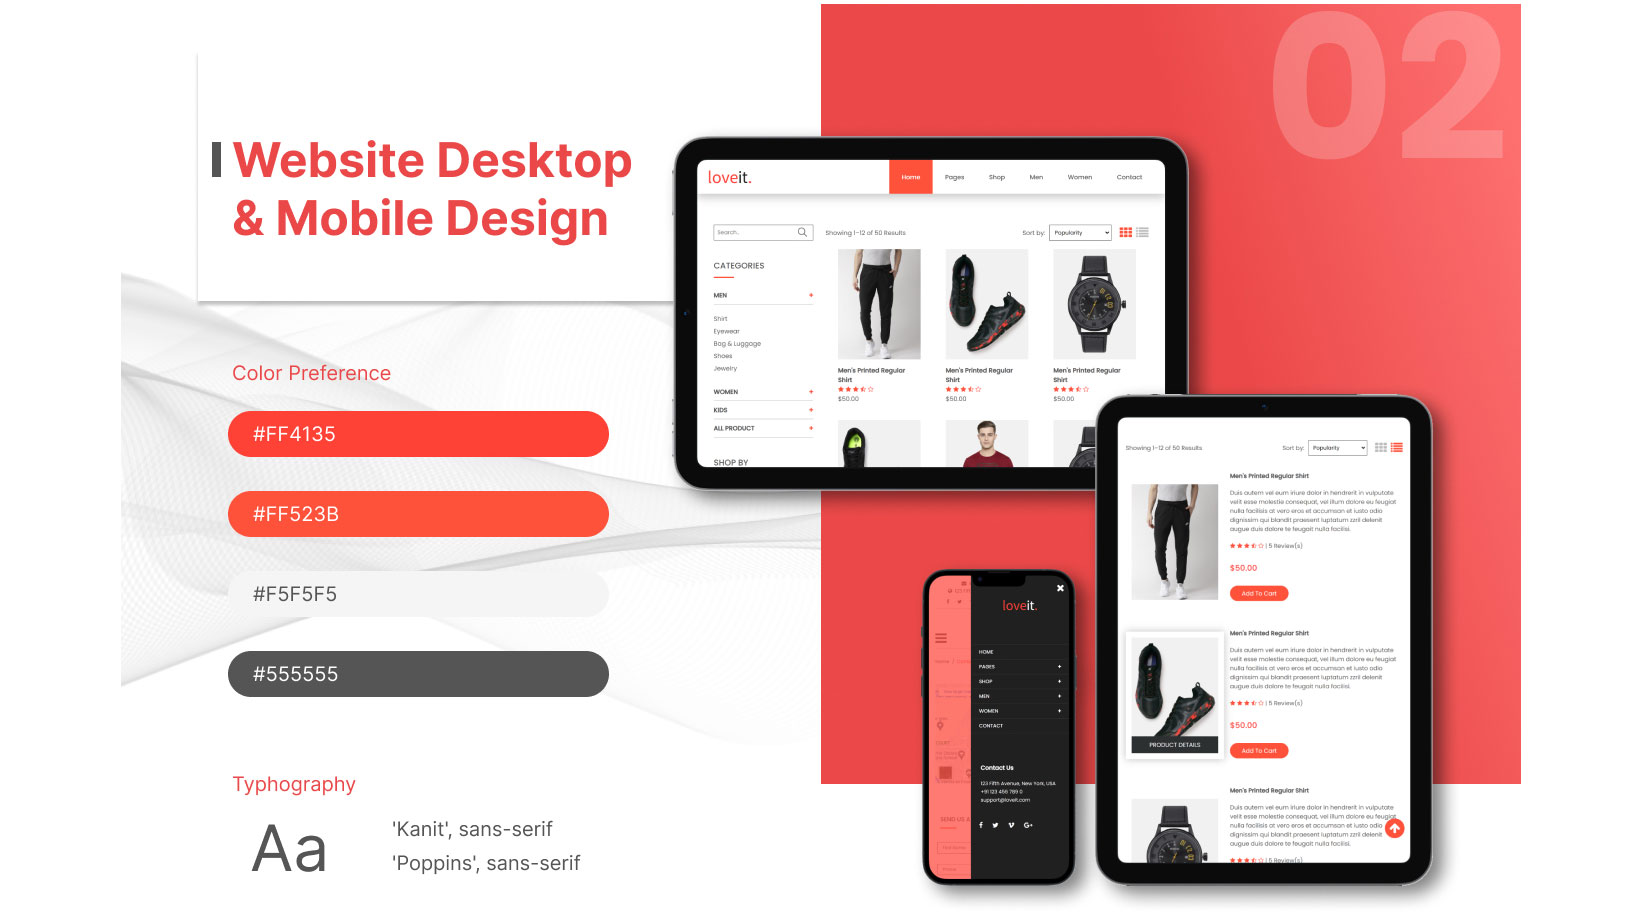 02
Website Desktop
& Mobile Design
Color Preference
#FF4135
#FF523B
#F5F5F5
#555555
Typhography
Aa
'Kanit', sans-serif
'Poppins', sans-serif
loveit.
Home Pages Shop Men Women Contact
Search..
Showing 1–12 of 50 Results
Sort by: Popularity
CATEGORIES
MEN +
Shirt
Eyewear
Bag & Luggage
Shoes
Jewelry
WOMEN +
KIDS +
ALL PRODUCT +
SHOP BY
Men's Printed Regular
Shirt
$50.00
Men's Printed Regular
Shirt
$50.00
Men's Printed Regular
Shirt
$50.00
loveit.
HOME
PAGES +
SHOP +
MEN +
WOMEN +
CONTACT
Contact Us
123 Fifth Avenue, New York, USA
+91 123 456 789 0
support@loveit.com
SEND US A
Showing 1–12 of 50 Results
Sort by: Popularity
Men's Printed Regular Shirt
Duis autem vel eum iriure dolor in hendrerit in vulputate
velit esse molestie consequat, vel illum dolore eu feugiat
nulla facilisis at vero eros et accumsan et iusto odio
dignissim qui blandit praesent luptatum zzril delenit
augue duis dolore te feugait nulla facilisi.
| 5 Review(s)
$50.00
Add To Cart
Men's Printed Regular Shirt
Duis autem vel eum iriure dolor in hendrerit in vulputate
velit esse molestie consequat, vel illum dolore eu feugiat
nulla facilisis at vero eros et accumsan et iusto odio
dignissim qui blandit praesent luptatum zzril delenit
augue duis dolore te feugait nulla facilisi.
| 5 Review(s)
$50.00
Add To Cart
PRODUCT DETAILS
Men's Printed Regular Shirt
Duis autem vel eum iriure dolor in hendrerit in vulputate
velit esse molestie consequat, vel illum dolore eu feugiat
nulla facilisis at vero eros et accumsan et iusto odio
dignissim qui blandit praesent luptatum zzril delenit
augue duis dolore te feugait nulla facilisi.
| 5 Review(s)